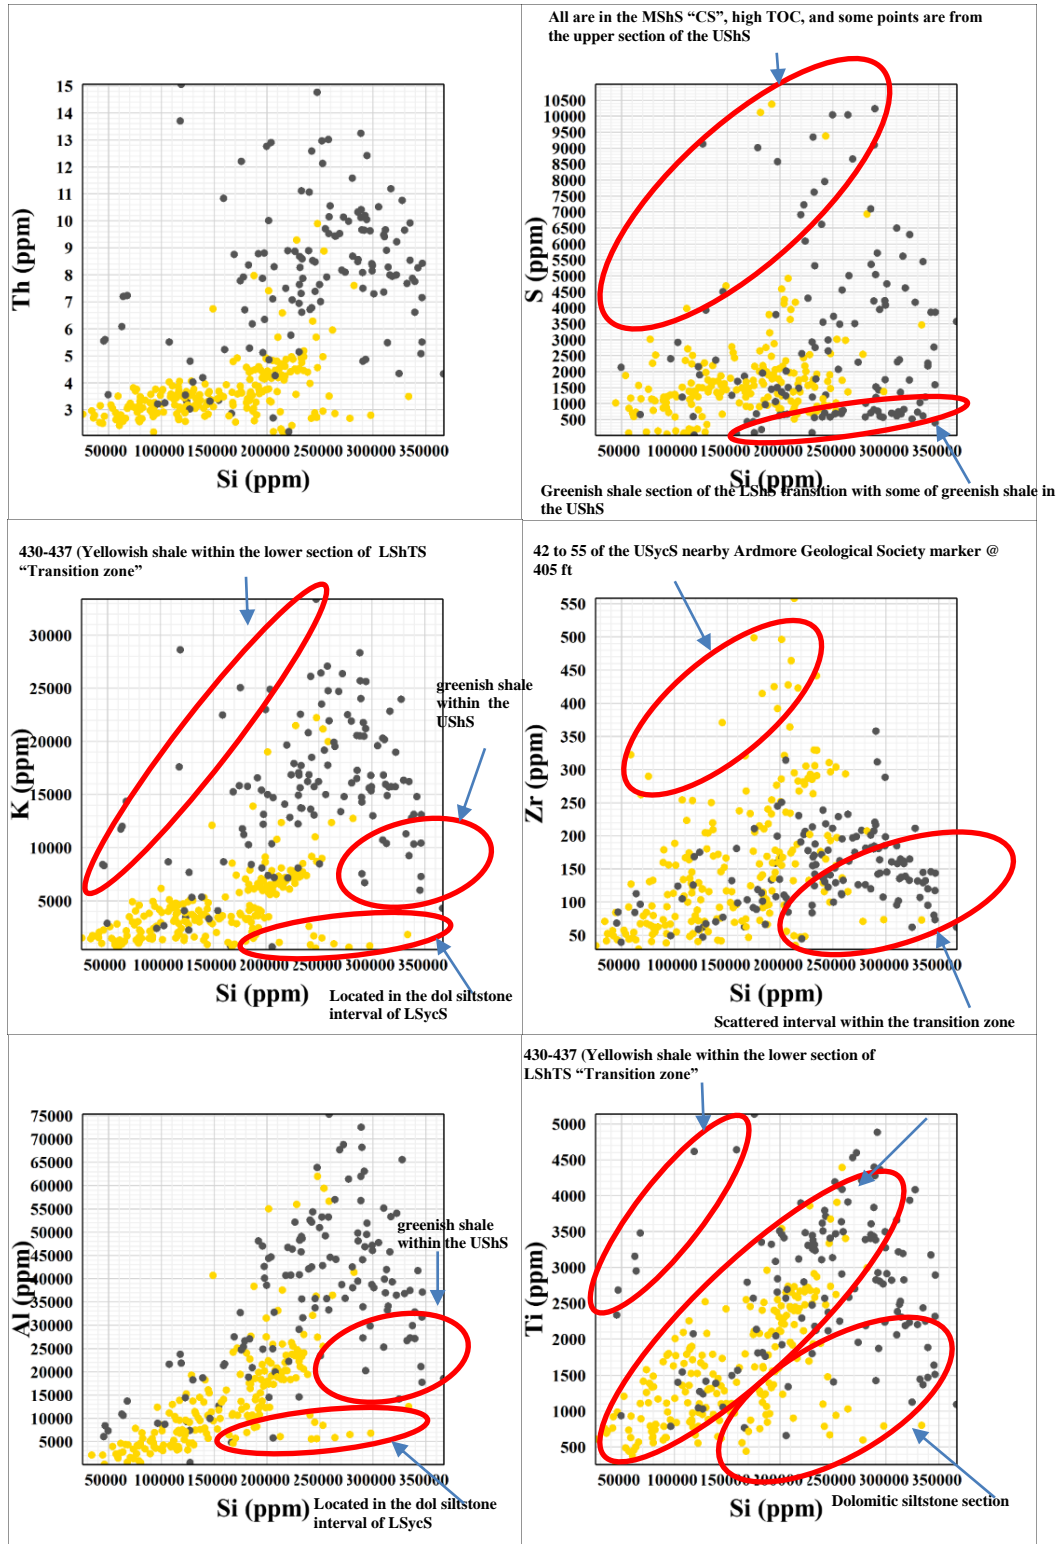 All are in the MShS “CS”, high TOC, and some points are from
the upper section of the UShS
15
14
13
12
11
10
9
8
7
6
5
4
3
Th (ppm)
50000 100000 150000 200000 250000 300000 350000
Si (ppm)
10500
9500
8500
7500
7000
6500
5500
5000
4500
3500
3000
2500
2000
1500
1000
500
S (ppm)
50000 100000 150000 200000 250000 300000 350000
Si (ppm)
Greenish shale section of the LShS transition with some of greenish shale in
the UShS
430-437 (Yellowish shale within the lower section of LShTS
“Transition zone”
30000
25000
20000
15000
10000
5000
K (ppm)
greenish shale
within the
UShS
50000 100000 150000 200000 250000 300000 350000
Si (ppm)
Located in the dol siltstone
interval of LSycS
42 to 55 of the USycS nearby Ardmore Geological Society marker @
405 ft
550
500
450
400
350
300
250
200
150
100
50
Zr (ppm)
50000 100000 150000 200000 250000 300000 350000
Si (ppm)
Scattered interval within the transition zone
75000
70000
65000
60000
55000
50000
45000
40000
35000
30000
25000
20000
15000
10000
5000
Al (ppm)
greenish shale
within the UShS
50000 100000 150000 200000 250000 300000 350000
Si (ppm)
Located in the dol siltstone
interval of LSycS
430-437 (Yellowish shale within the lower section of
LShTS “Transition zone”
5000
4500
4000
3500
3000
2500
2000
1500
1000
500
Ti (ppm)
50000 100000 150000 200000 250000 300000 350000
Si (ppm)
Dolomitic siltstone section